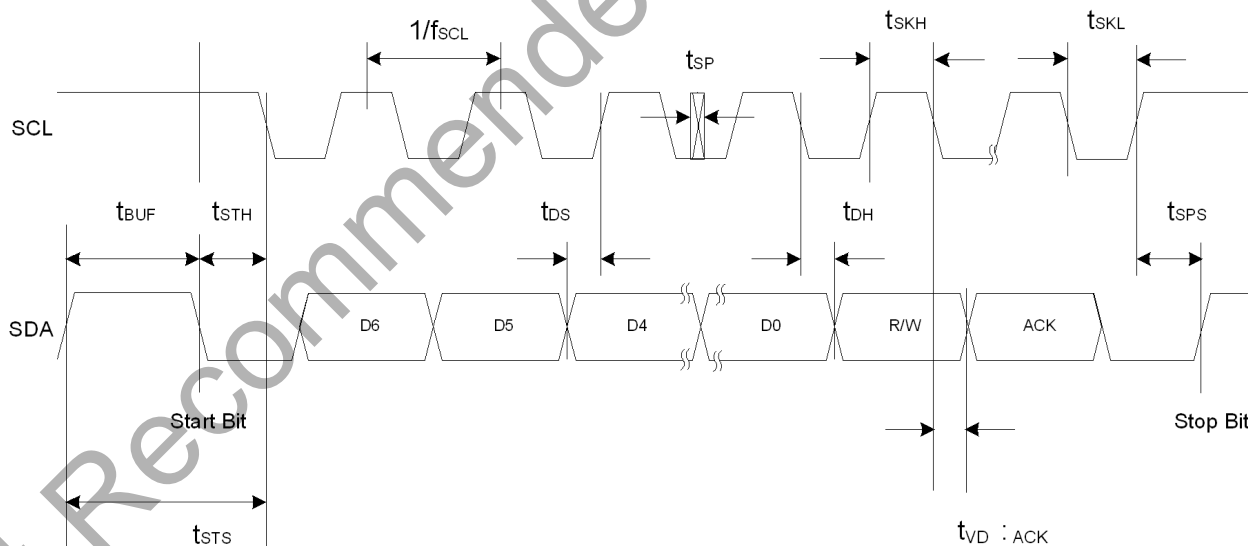 1/fSCL
tSKH
tSKL
tSP
SCL
tBUF
tSTH
tDS
tDH
tSPS
SDA
D6
D5
D4
D0
R/W
ACK
Start Bit
Stop Bit
tSTS
tVD : ACK
Recommende